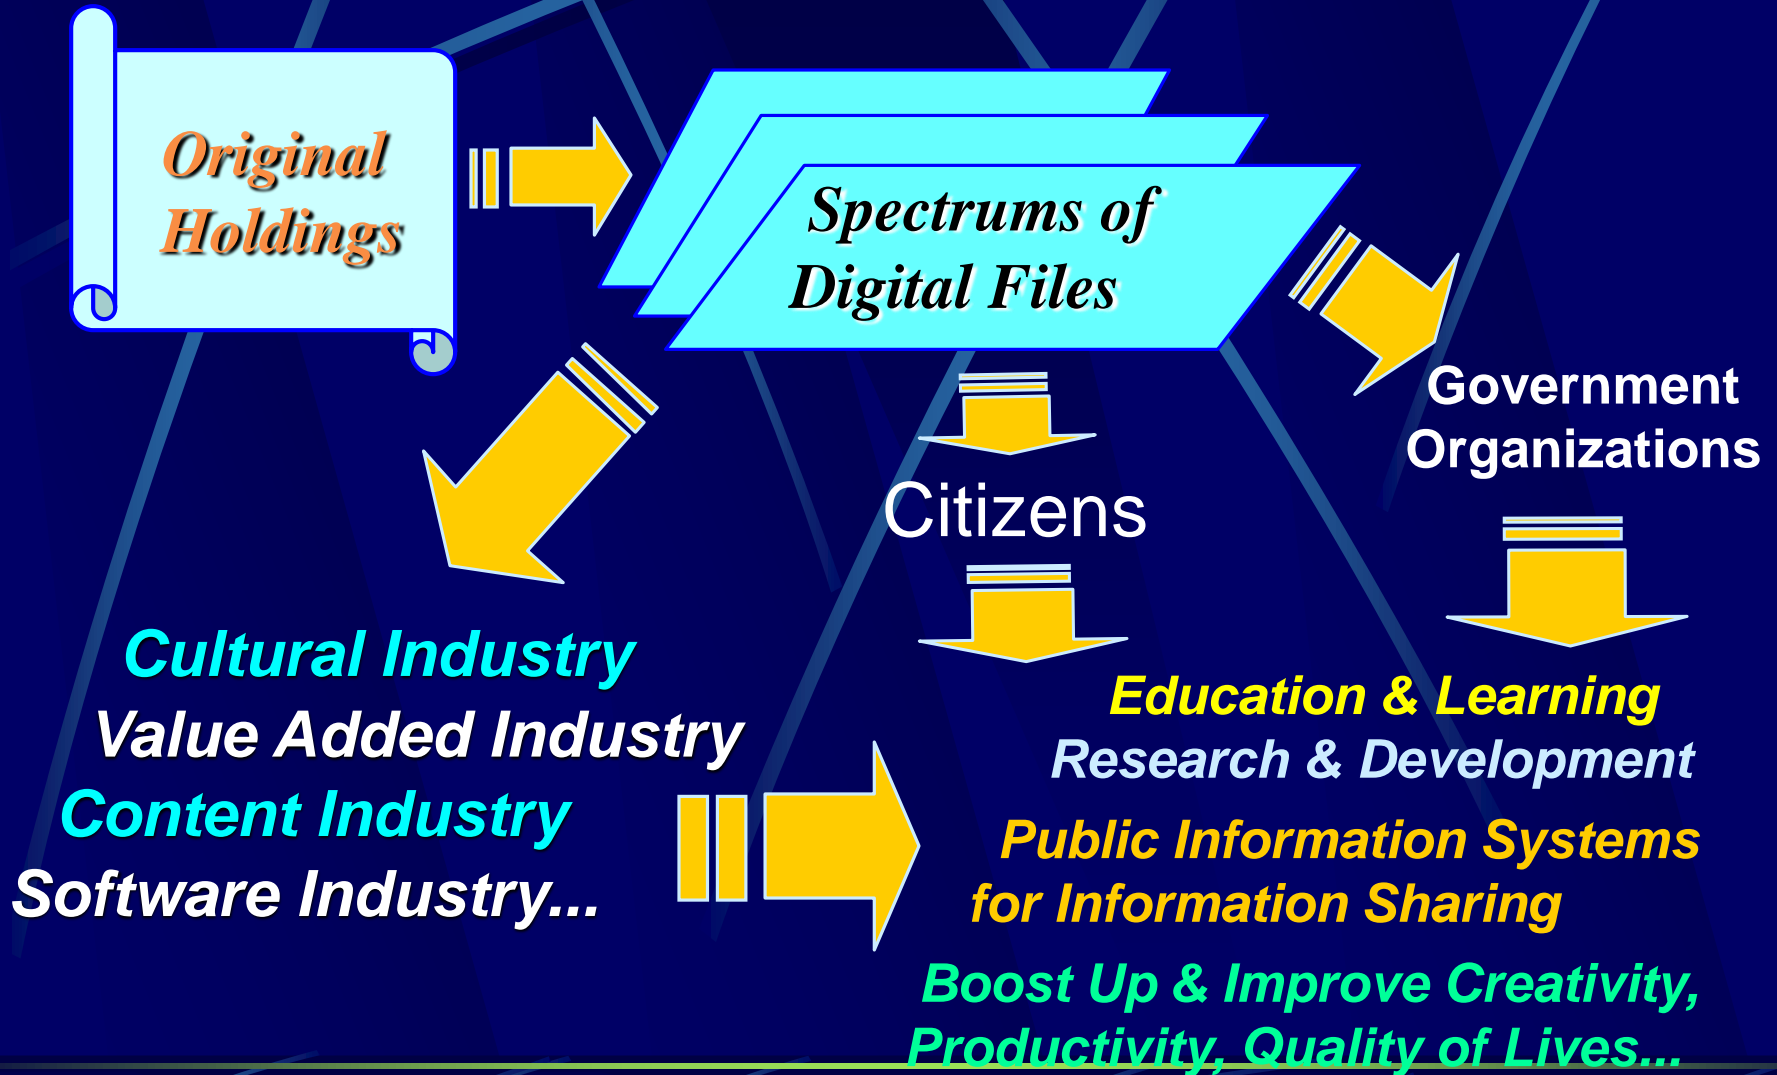 Original
Holdings
Spectrums of
Digital Files
Government
Organizations
Citizens
Cultural Industry
Value Added Industry
Content Industry
Software Industry...
Education & Learning
Research & Development
Public Information Systems
for Information Sharing
Boost Up & Improve Creativity,
Productivity, Quality of Lives...